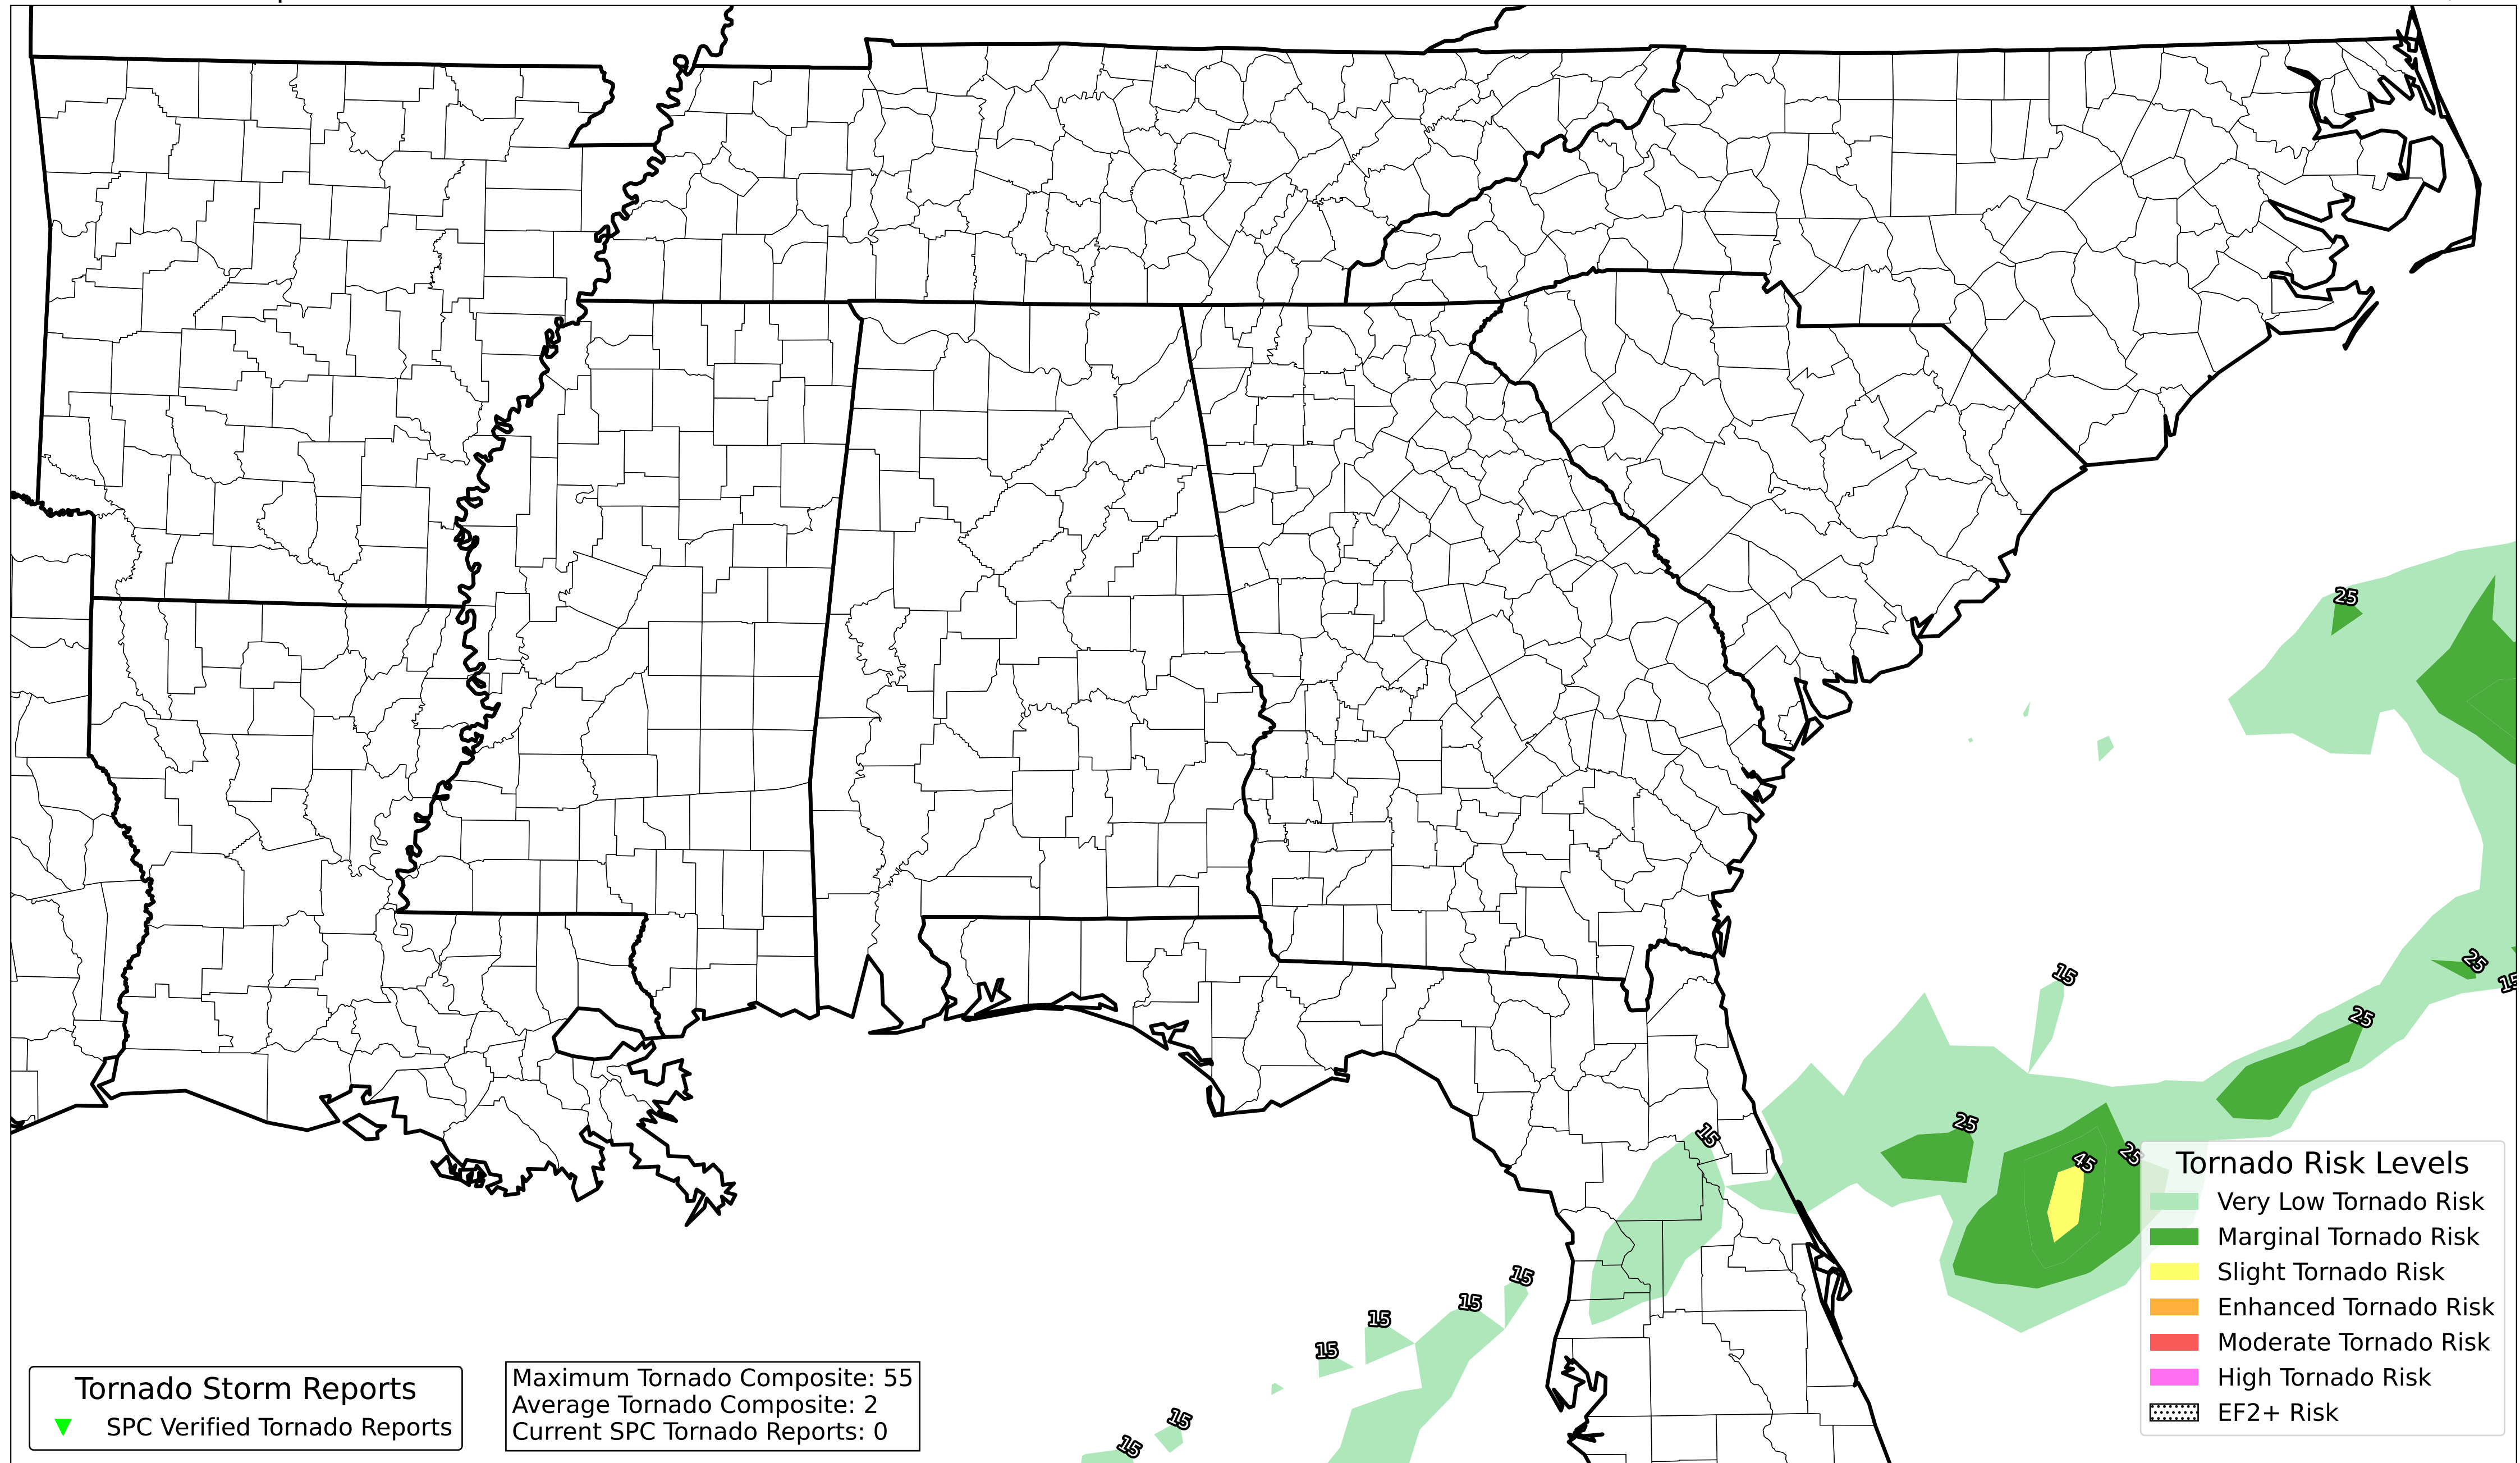 25
25
15
15
25
25
15
25
45
15
15
15
15
15
15
Tornado Risk Levels
Very Low Tornado Risk
Marginal Tornado Risk
Slight Tornado Risk
Enhanced Tornado Risk
Moderate Tornado Risk
High Tornado Risk
EF2+ Risk
Tornado Storm Reports
SPC Verified Tornado Reports
Maximum Tornado Composite: 55
Average Tornado Composite: 2
Current SPC Tornado Reports: 0